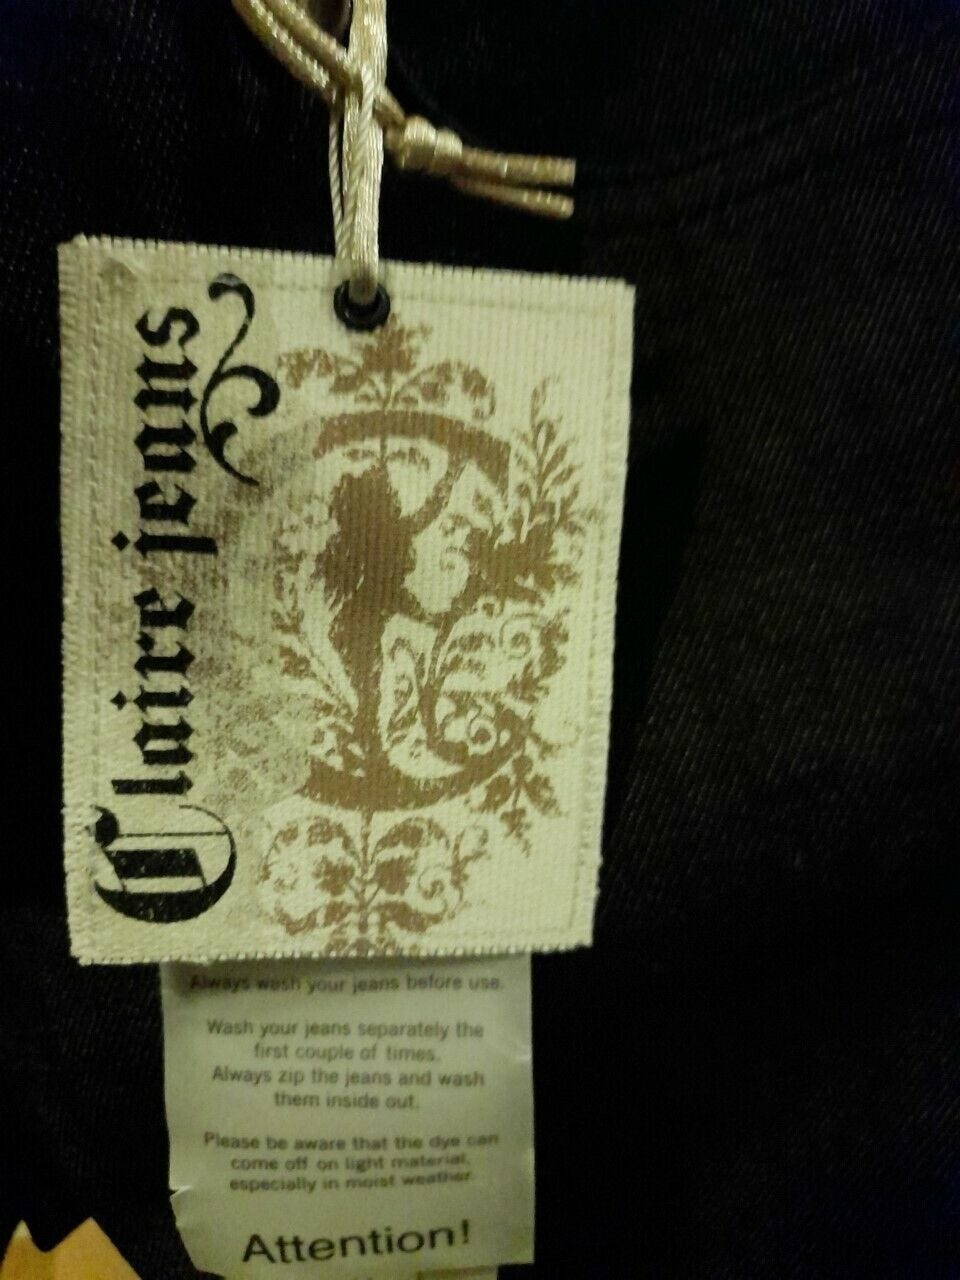 Claire jeans
Always wash your jeans before use.
Wash your jeans separately the
first couple of times.
Always zip the jeans and wash
them inside out.
Please be aware that the dye can
come off on light material,
especially in moist weather.
Attention!